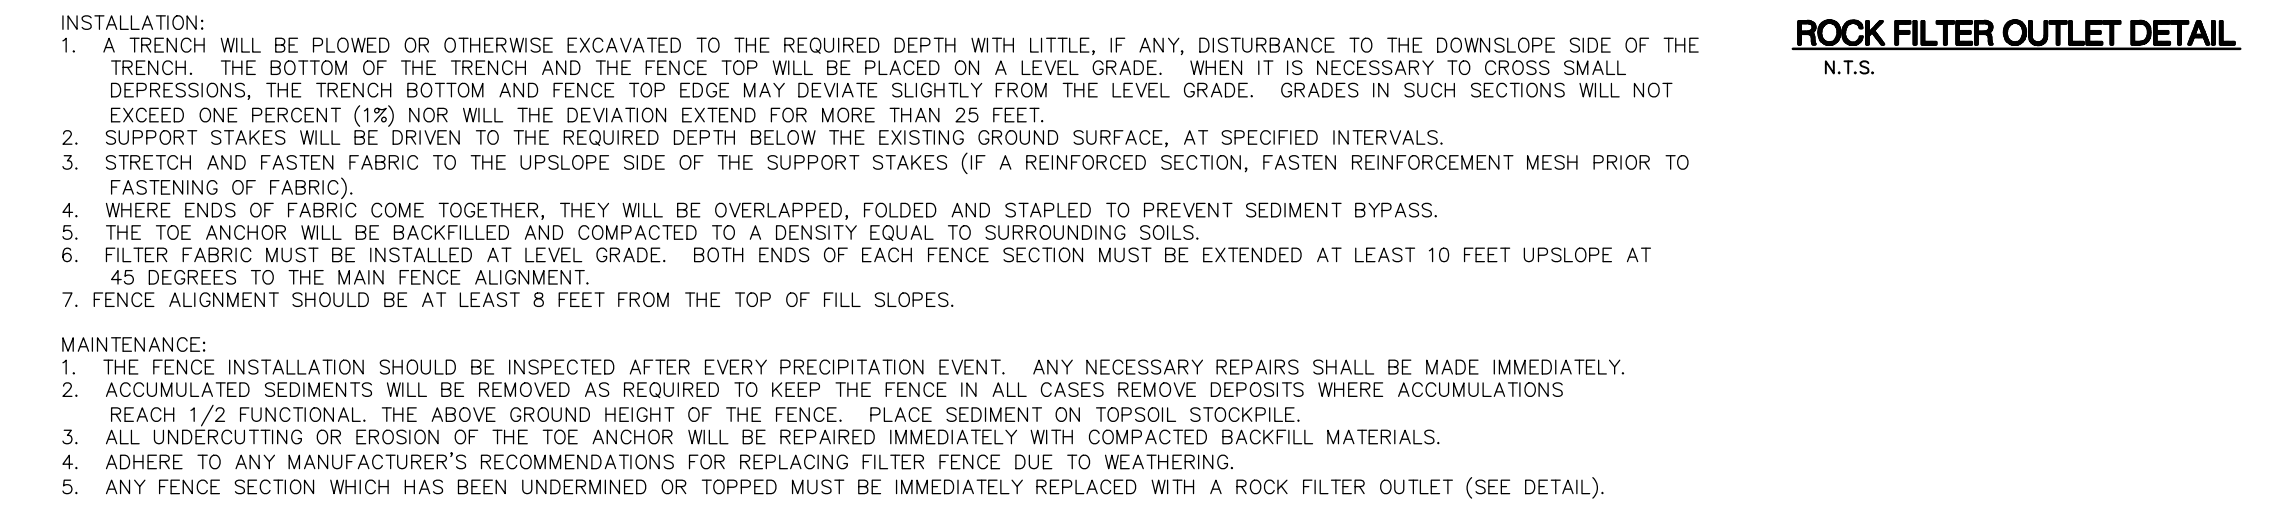 INSTALLATION:
1. A TRENCH WILL BE PLOWED OR OTHERWISE EXCAVATED TO THE REQUIRED DEPTH WITH LITTLE, IF ANY, DISTURBANCE TO THE DOWNSLOPE SIDE OF THE
TRENCH. THE BOTTOM OF THE TRENCH AND THE FENCE TOP WILL BE PLACED ON A LEVEL GRADE. WHEN IT IS NECESSARY TO CROSS SMALL
DEPRESSIONS, THE TRENCH BOTTOM AND FENCE TOP EDGE MAY DEVIATE SLIGHTLY FROM THE LEVEL GRADE. GRADES IN SUCH SECTIONS WILL NOT
EXCEED ONE PERCENT (1%) NOR WILL THE DEVIATION EXTEND FOR MORE THAN 25 FEET.
2. SUPPORT STAKES WILL BE DRIVEN TO THE REQUIRED DEPTH BELOW THE EXISTING GROUND SURFACE, AT SPECIFIED INTERVALS.
3. STRETCH AND FASTEN FABRIC TO THE UPSLOPE SIDE OF THE SUPPORT STAKES (IF A REINFORCED SECTION, FASTEN REINFORCEMENT MESH PRIOR TO
FASTENING OF FABRIC).
4. WHERE ENDS OF FABRIC COME TOGETHER, THEY WILL BE OVERLAPPED, FOLDED AND STAPLED TO PREVENT SEDIMENT BYPASS.
5. THE TOE ANCHOR WILL BE BACKFILLED AND COMPACTED TO A DENSITY EQUAL TO SURROUNDING SOILS.
6. FILTER FABRIC MUST BE INSTALLED AT LEVEL GRADE. BOTH ENDS OF EACH FENCE SECTION MUST BE EXTENDED AT LEAST 10 FEET UPSLOPE AT
45 DEGREES TO THE MAIN FENCE ALIGNMENT.
7. FENCE ALIGNMENT SHOULD BE AT LEAST 8 FEET FROM THE TOP OF FILL SLOPES.
MAINTENANCE:
1. THE FENCE INSTALLATION SHOULD BE INSPECTED AFTER EVERY PRECIPITATION EVENT. ANY NECESSARY REPAIRS SHALL BE MADE IMMEDIATELY.
2. ACCUMULATED SEDIMENTS WILL BE REMOVED AS REQUIRED TO KEEP THE FENCE IN ALL CASES REMOVE DEPOSITS WHERE ACCUMULATIONS
REACH 1/2 FUNCTIONAL. THE ABOVE GROUND HEIGHT OF THE FENCE. PLACE SEDIMENT ON TOPSOIL STOCKPILE.
3. ALL UNDERCUTTING OR EROSION OF THE TOE ANCHOR WILL BE REPAIRED IMMEDIATELY WITH COMPACTED BACKFILL MATERIALS.
4. ADHERE TO ANY MANUFACTURER'S RECOMMENDATIONS FOR REPLACING FILTER FENCE DUE TO WEATHERING.
5. ANY FENCE SECTION WHICH HAS BEEN UNDERMINED OR TOPPED MUST BE IMMEDIATELY REPLACED WITH A ROCK FILTER OUTLET (SEE DETAIL).
ROCK FILTER OUTLET DETAIL
N.T.S.